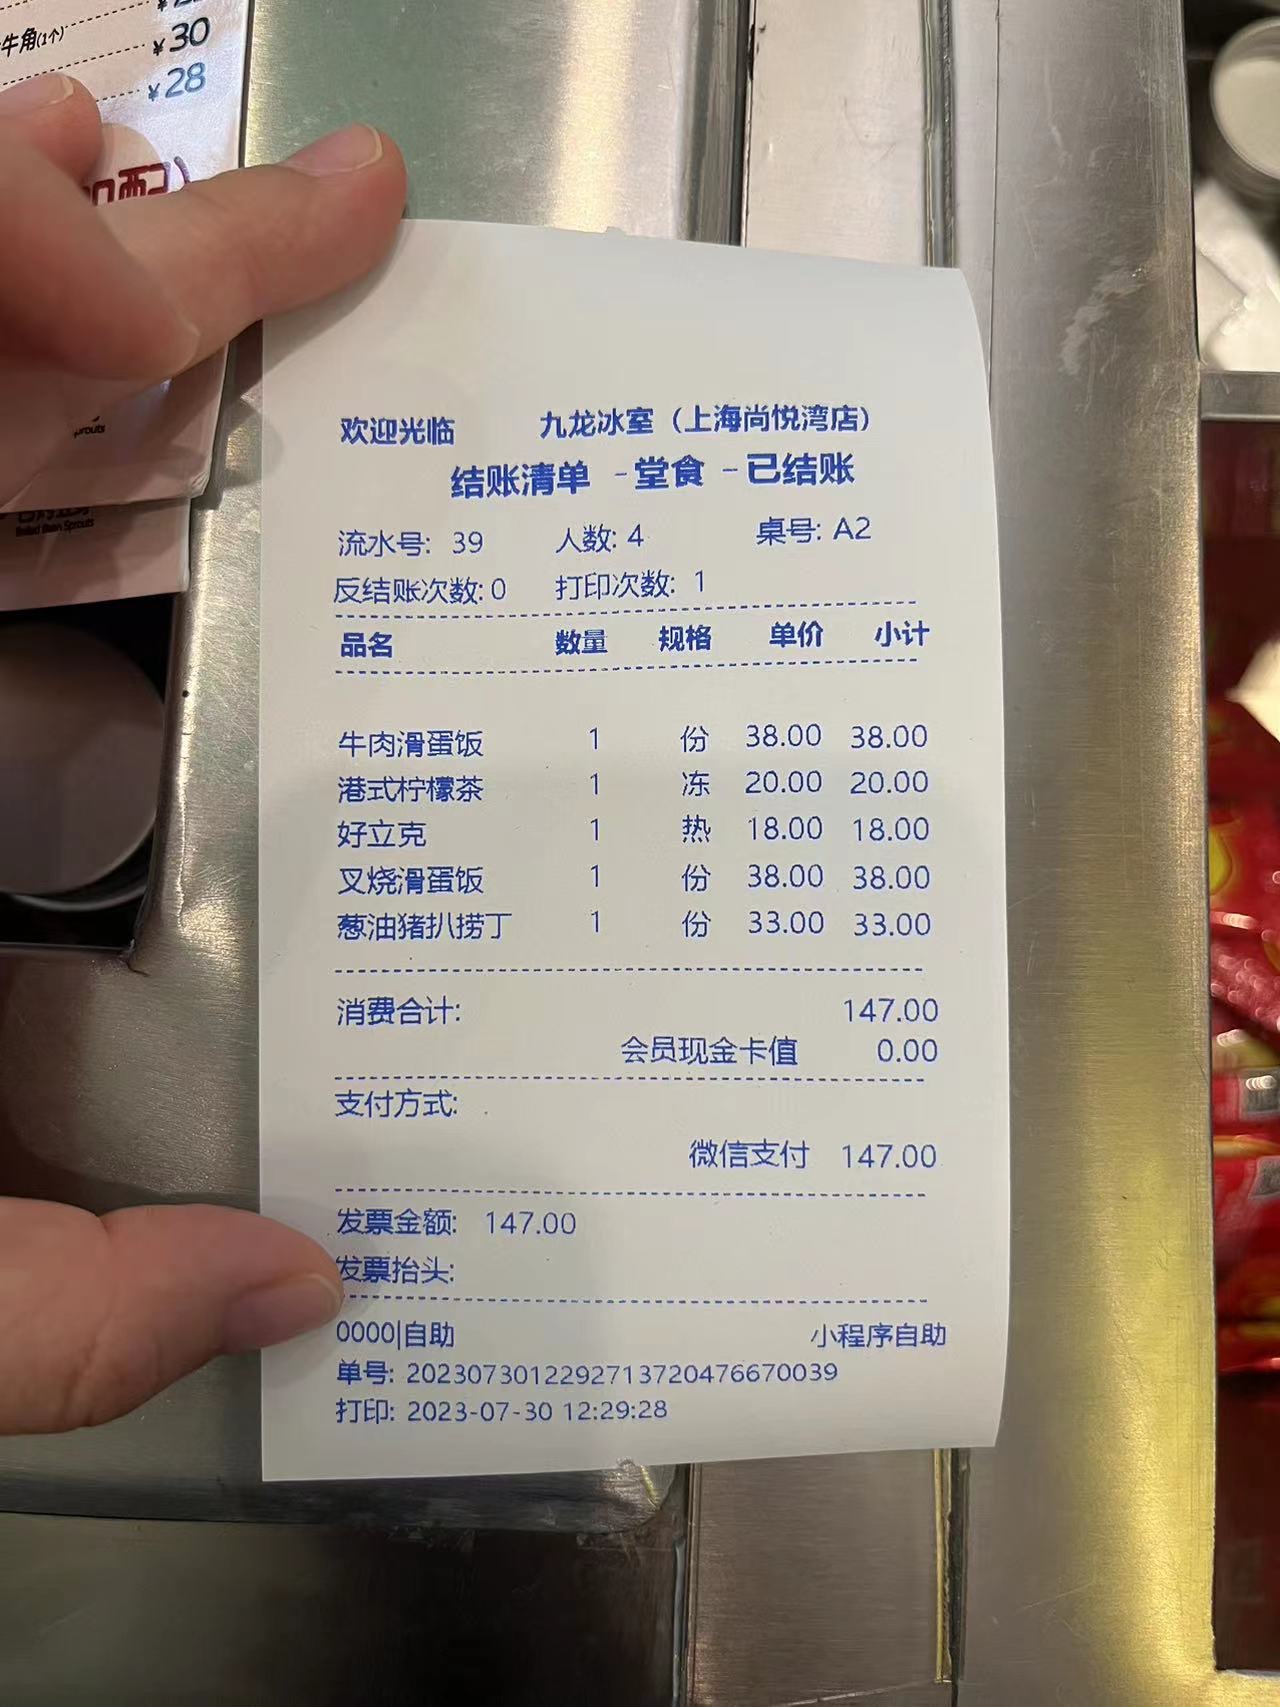 牛角(1个) ¥30
¥28
Boiled Bean Sprouts
欢迎光临 九龙冰室（上海尚悦湾店）
结账清单 -堂食 -已结账
流水号: 39 人数: 4 桌号: A2
反结账次数: 0 打印次数: 1
品名 数量 规格 单价 小计
牛肉滑蛋饭 1 份 38.00 38.00
港式柠檬茶 1 冻 20.00 20.00
好立克 1 热 18.00 18.00
叉烧滑蛋饭 1 份 38.00 38.00
葱油猪扒捞丁 1 份 33.00 33.00
消费合计: 147.00
会员现金卡值 0.00
支付方式:
微信支付 147.00
发票金额: 147.00
发票抬头:
0000|自助 小程序自助
单号: 2023073012292713720476670039
打印: 2023-07-30 12:29:28